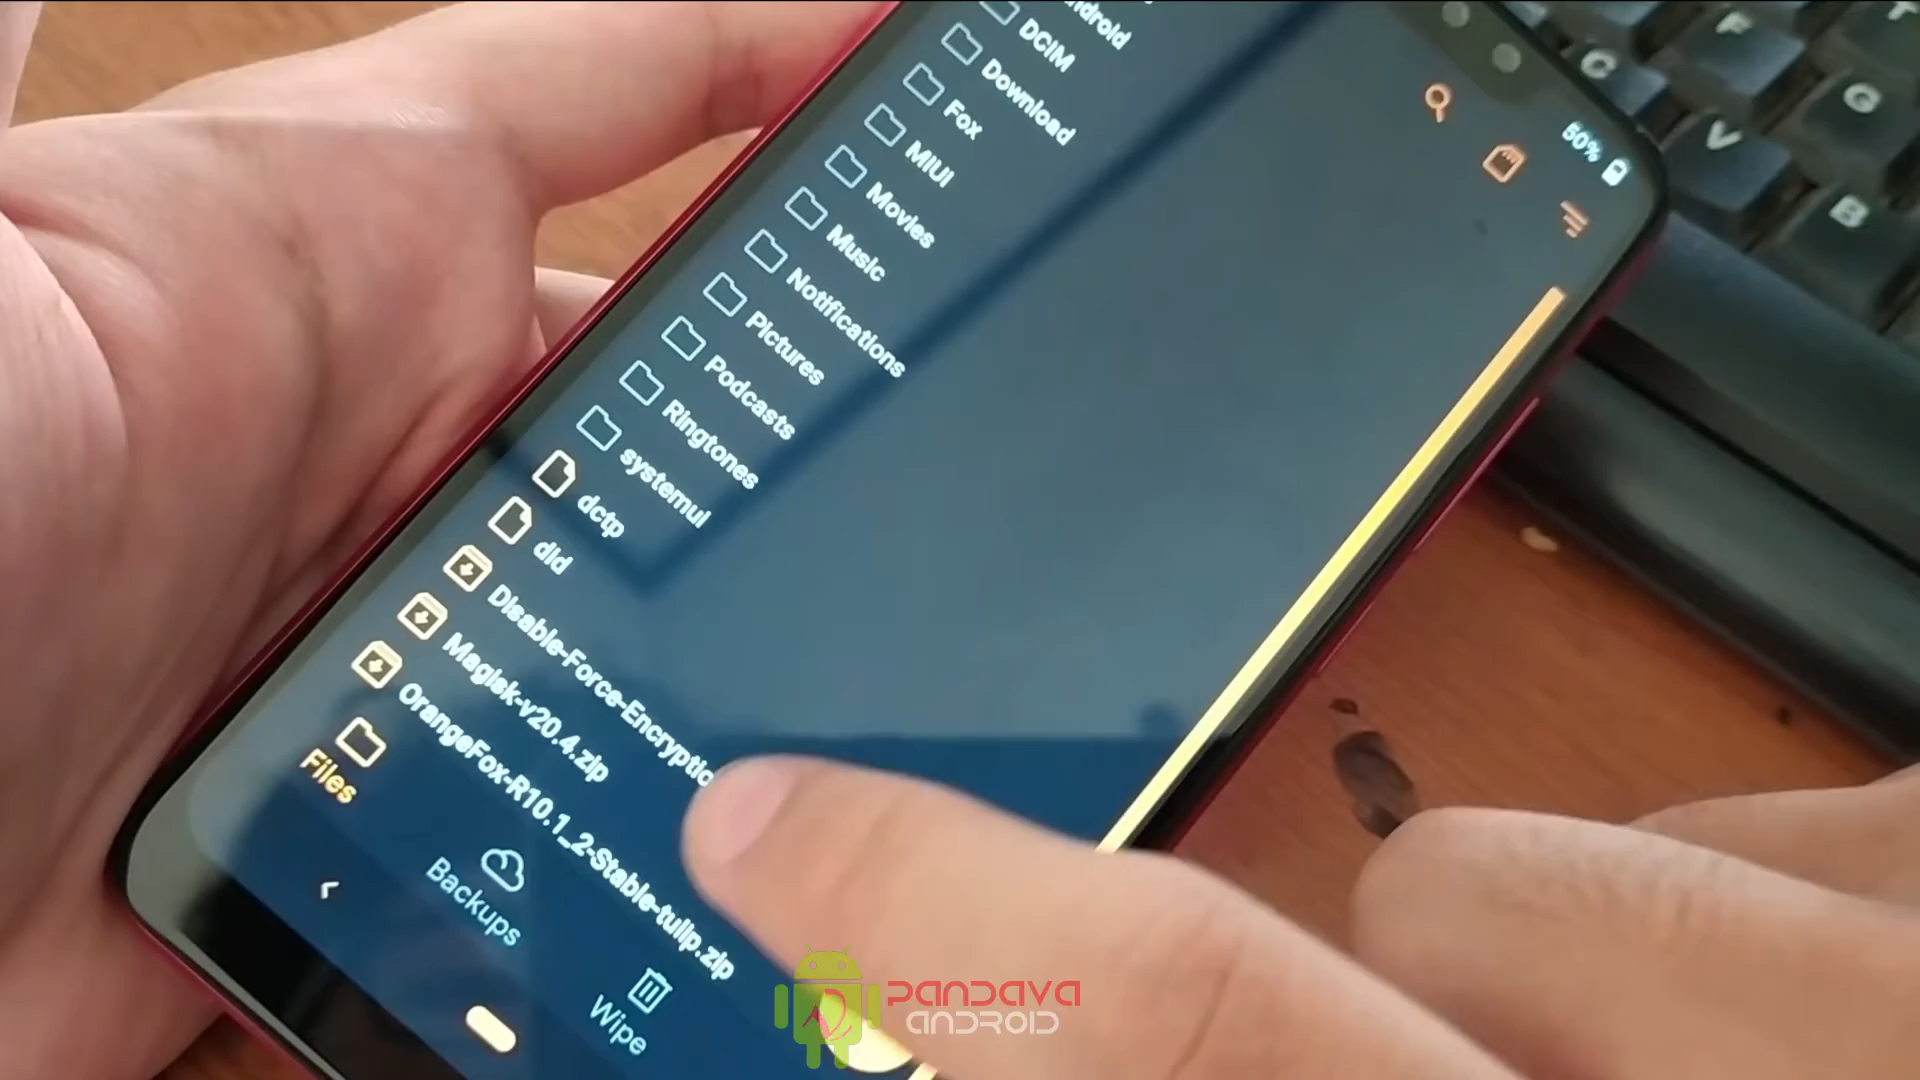 50%
DCIM
Download
Fox
MIUI
Movies
Music
Notifications
Pictures
Podcasts
Ringtones
systemui
dctp
did
Disable-Force-Encryptio
Magisk-v20.4.zip
OrangeFox-R10.1_2-Stable-tulip.zip
Files
Backups
Wipe
PANDAVA
ANDROID
F
C
G
V
B